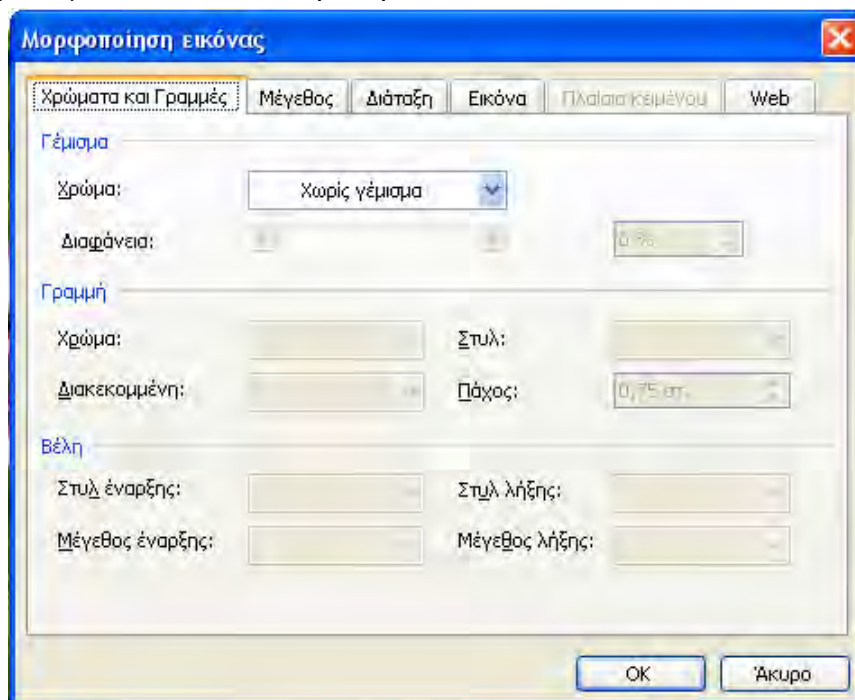 Μορφοποίηση εικόνας
Χρώματα και Γραμμές Μέγεθος Διάταξη Εικόνα Πλαίσιο κειμένου Web
Γέμισμα
Χρώμα: Χωρίς γέμισμα
Διαφάνεια: 0 %
Γραμμή
Χρώμα: Στυλ:
Διακεκομμένη: Πάχος: 0,75 στ.
Βέλη
Στυλ έναρξης: Στυλ λήξης:
Μέγεθος έναρξης: Μέγεθος λήξης:
OK Άκυρο